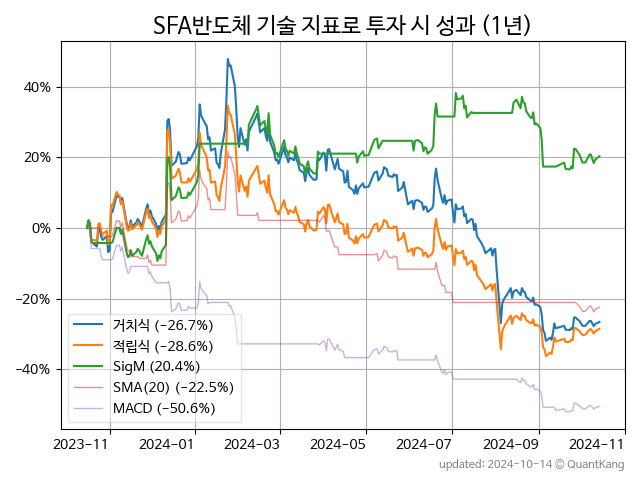 SFA반도체 기술 지표로 투자 시 성과 (1년)
40%
20%
0%
−20%
−40%
거치식 (−26.7%)
적립식 (−28.6%)
SigM (20.4%)
SMA(20) (−22.5%)
MACD (−50.6%)
2023−11 2024−01 2024−03 2024−05 2024−07 2024−09 2024−11
updated: 2024-10-14 © QuantKang